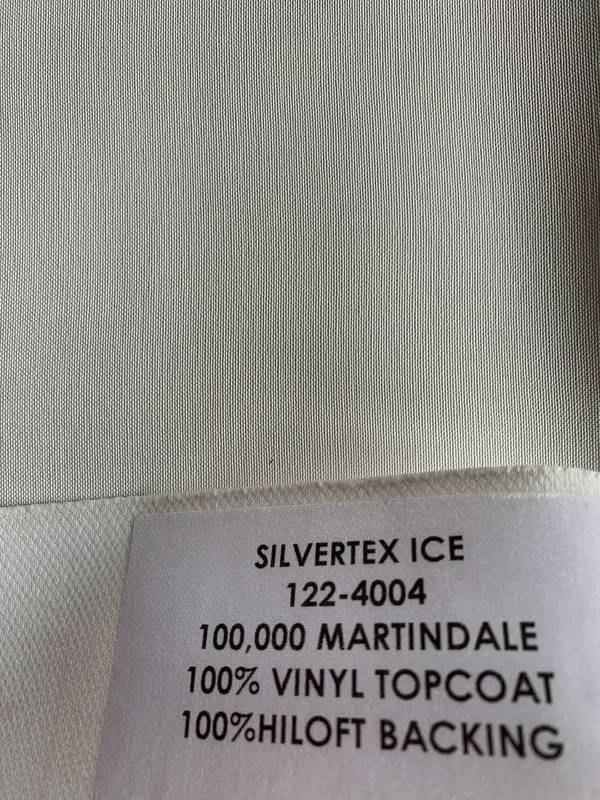 SILVERTEX ICE
122-4004
100,000 MARTINDALE
100% VINYL TOPCOAT
100%HILOFT BACKING